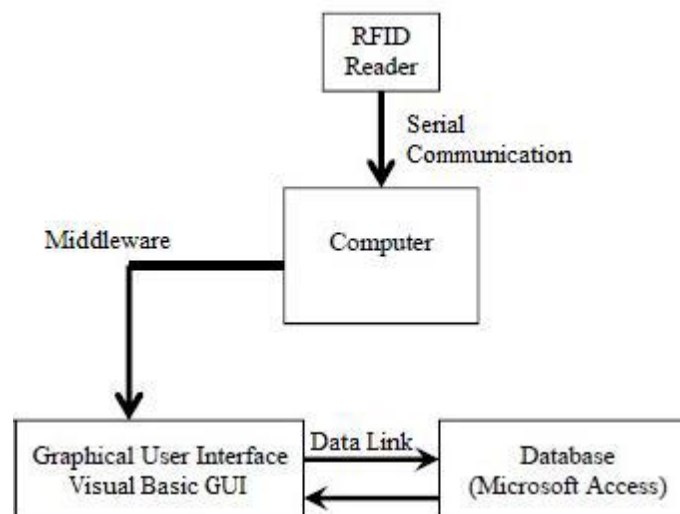 RFID
Reader
Serial
Communication
Computer
Middleware
Graphical User Interface
Visual Basic GUI
Data Link
Database
(Microsoft Access)